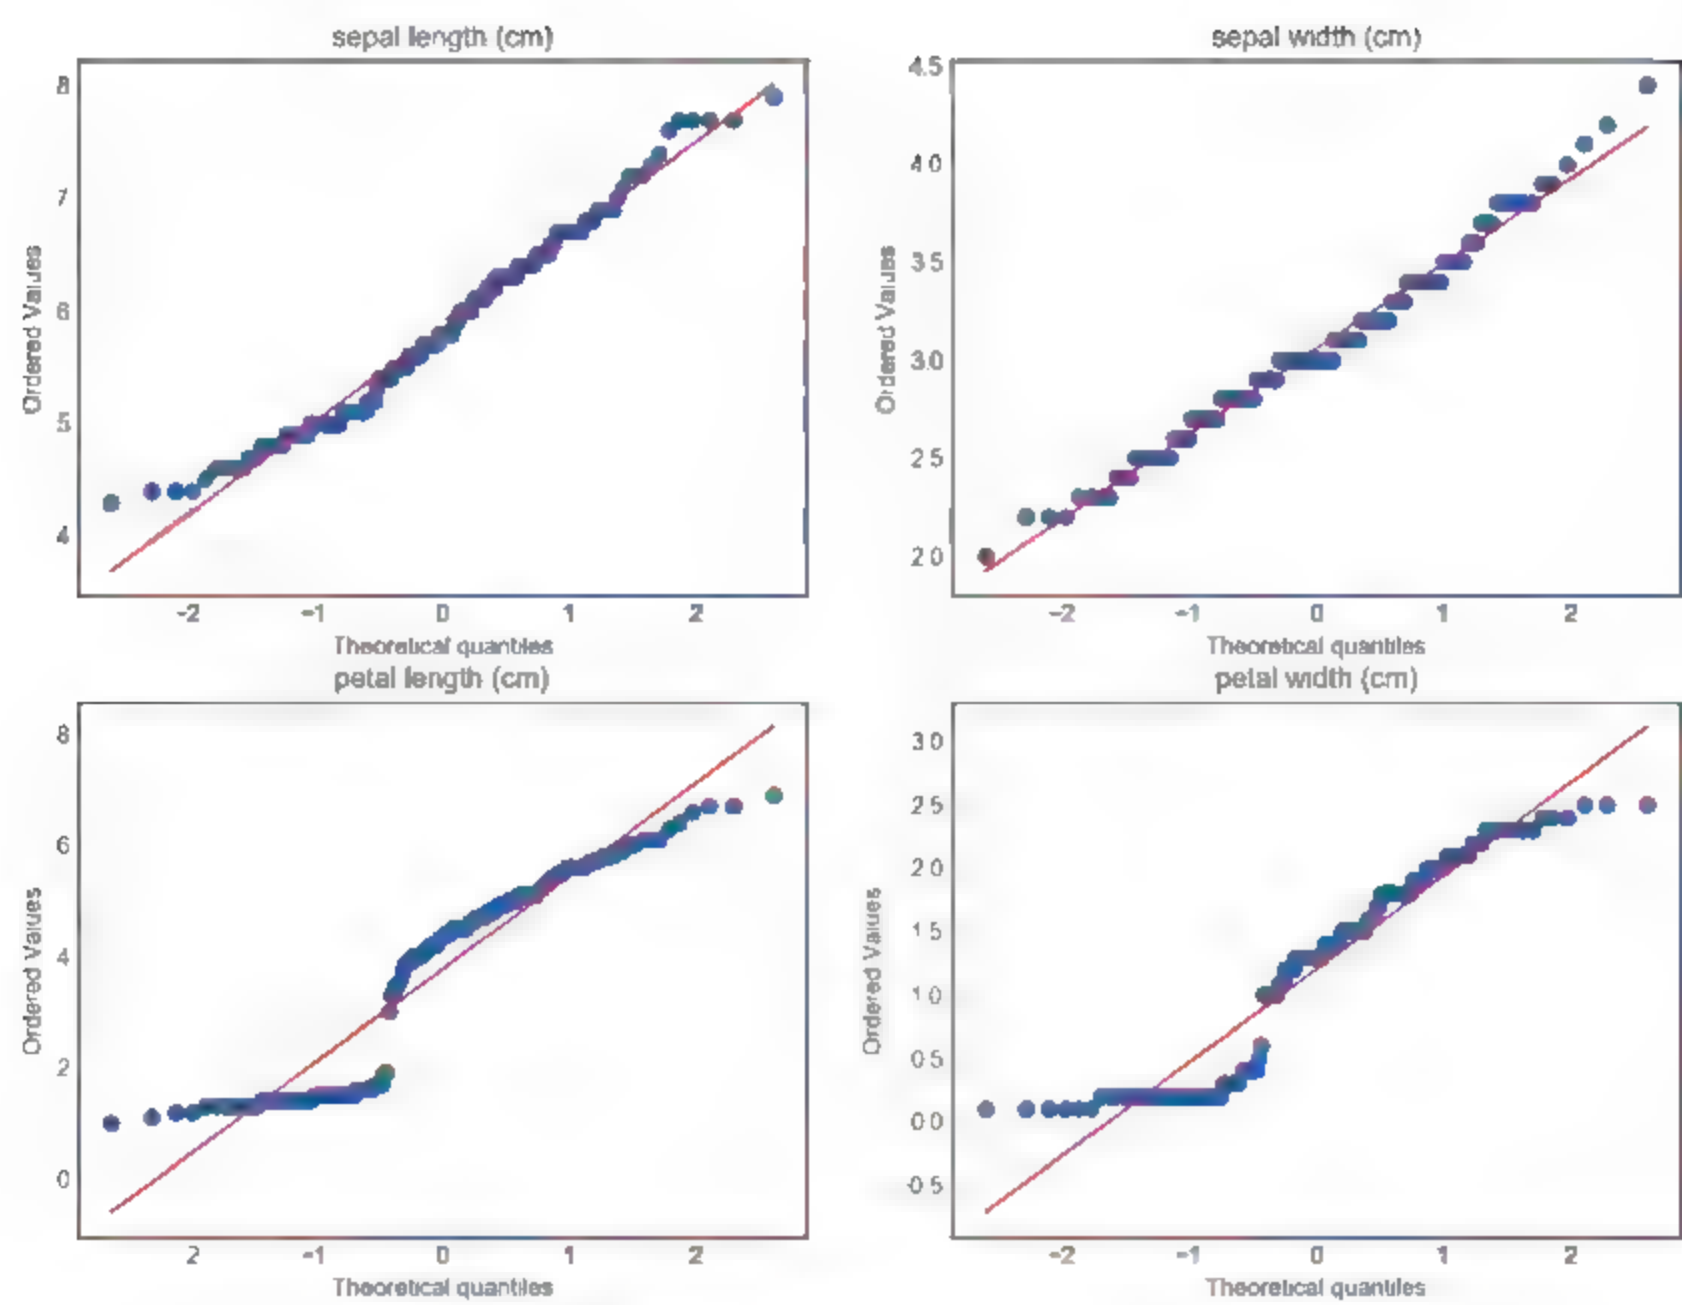 sepal length (cm)
sepal width (cm)
8
7
6
5
4
Ordered Values
-2 -1 0 1 2
Theoretical quantiles
4.5
4.0
3.5
3.0
2.5
2.0
Ordered Values
-2 -1 0 1 2
Theoretical quantiles
petal length (cm)
petal width (cm)
8
6
4
2
0
Ordered Values
2 -1 0 1 2
Theoretical quantiles
3.0
2.5
2.0
1.5
1.0
0.5
0.0
-0.5
Ordered Values
-2 -1 0 1 2
Theoretical quantiles